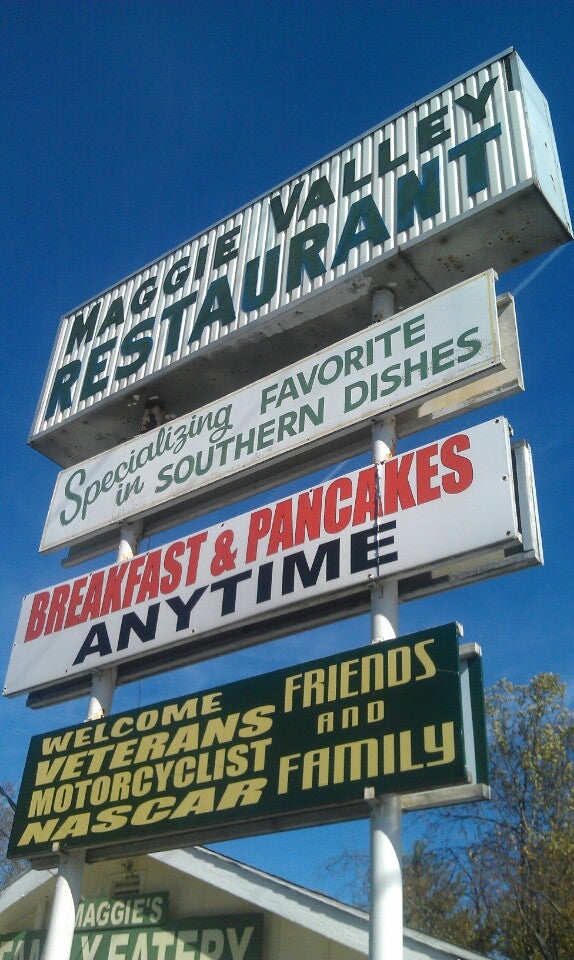 MAGGIE VALLEY
RESTAURANT
Specializing FAVORITE
in SOUTHERN DISHES
BREAKFAST & PANCAKES
ANYTIME
WELCOME
VETERANS
MOTORCYCLIST
NASCAR
FRIENDS
AND
FAMILY
MAGGIE'S
FAMILY EATERY